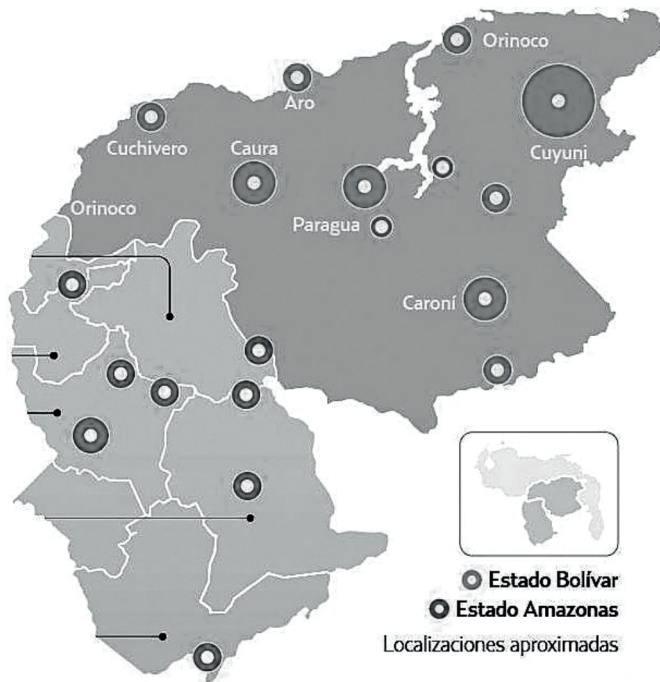 Orinoco
Aro
Cuchivero
Caura
Cuyuni
Orinoco
Paragua
Caroní
Estado Bolívar
Estado Amazonas
Localizaciones aproximadas